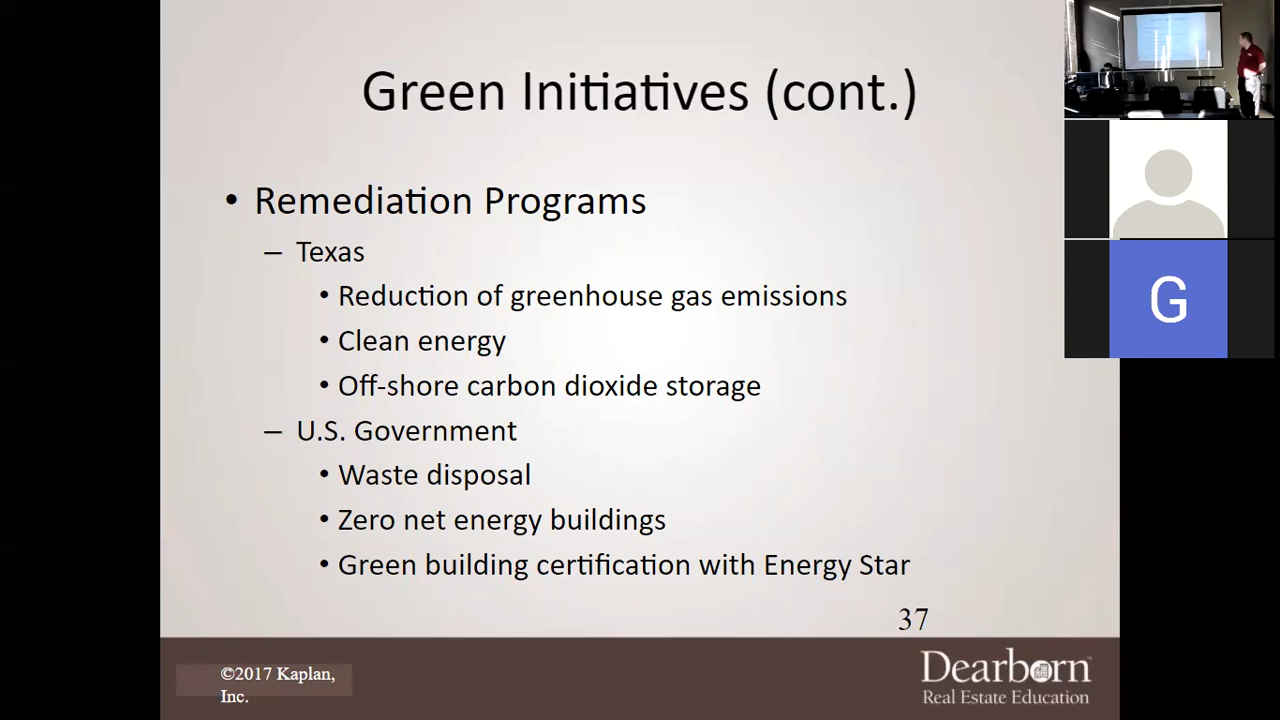 Green Initiatives (cont.)
• Remediation Programs
– Texas
• Reduction of greenhouse gas emissions
• Clean energy
• Off-shore carbon dioxide storage
– U.S. Government
• Waste disposal
• Zero net energy buildings
• Green building certification with Energy Star
37
©2017 Kaplan,
Inc.
Dearborn
Real Estate Education
G